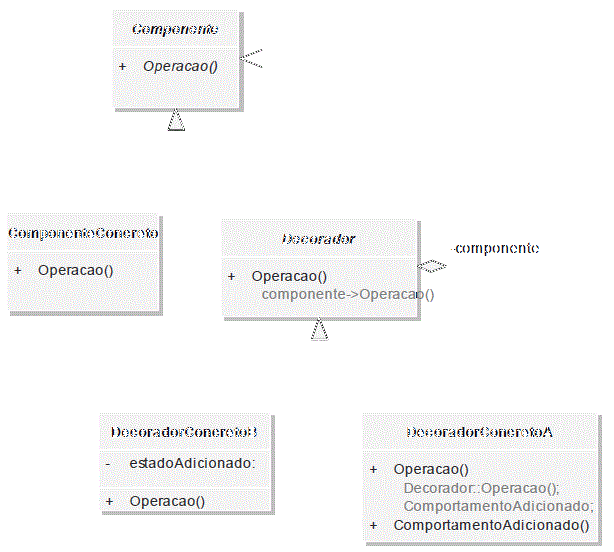 Componente
+ Operacao()
ComponenteConcreto
+ Operacao()
Decorador
+ Operacao()
componente->Operacao()
-componente
DecoradorConcretoB
- estadoAdicionado:
+ Operacao()
DecoradorConcretoA
+ Operacao()
Decorador::Operacao();
ComportamentoAdicionado;
+ ComportamentoAdicionado()